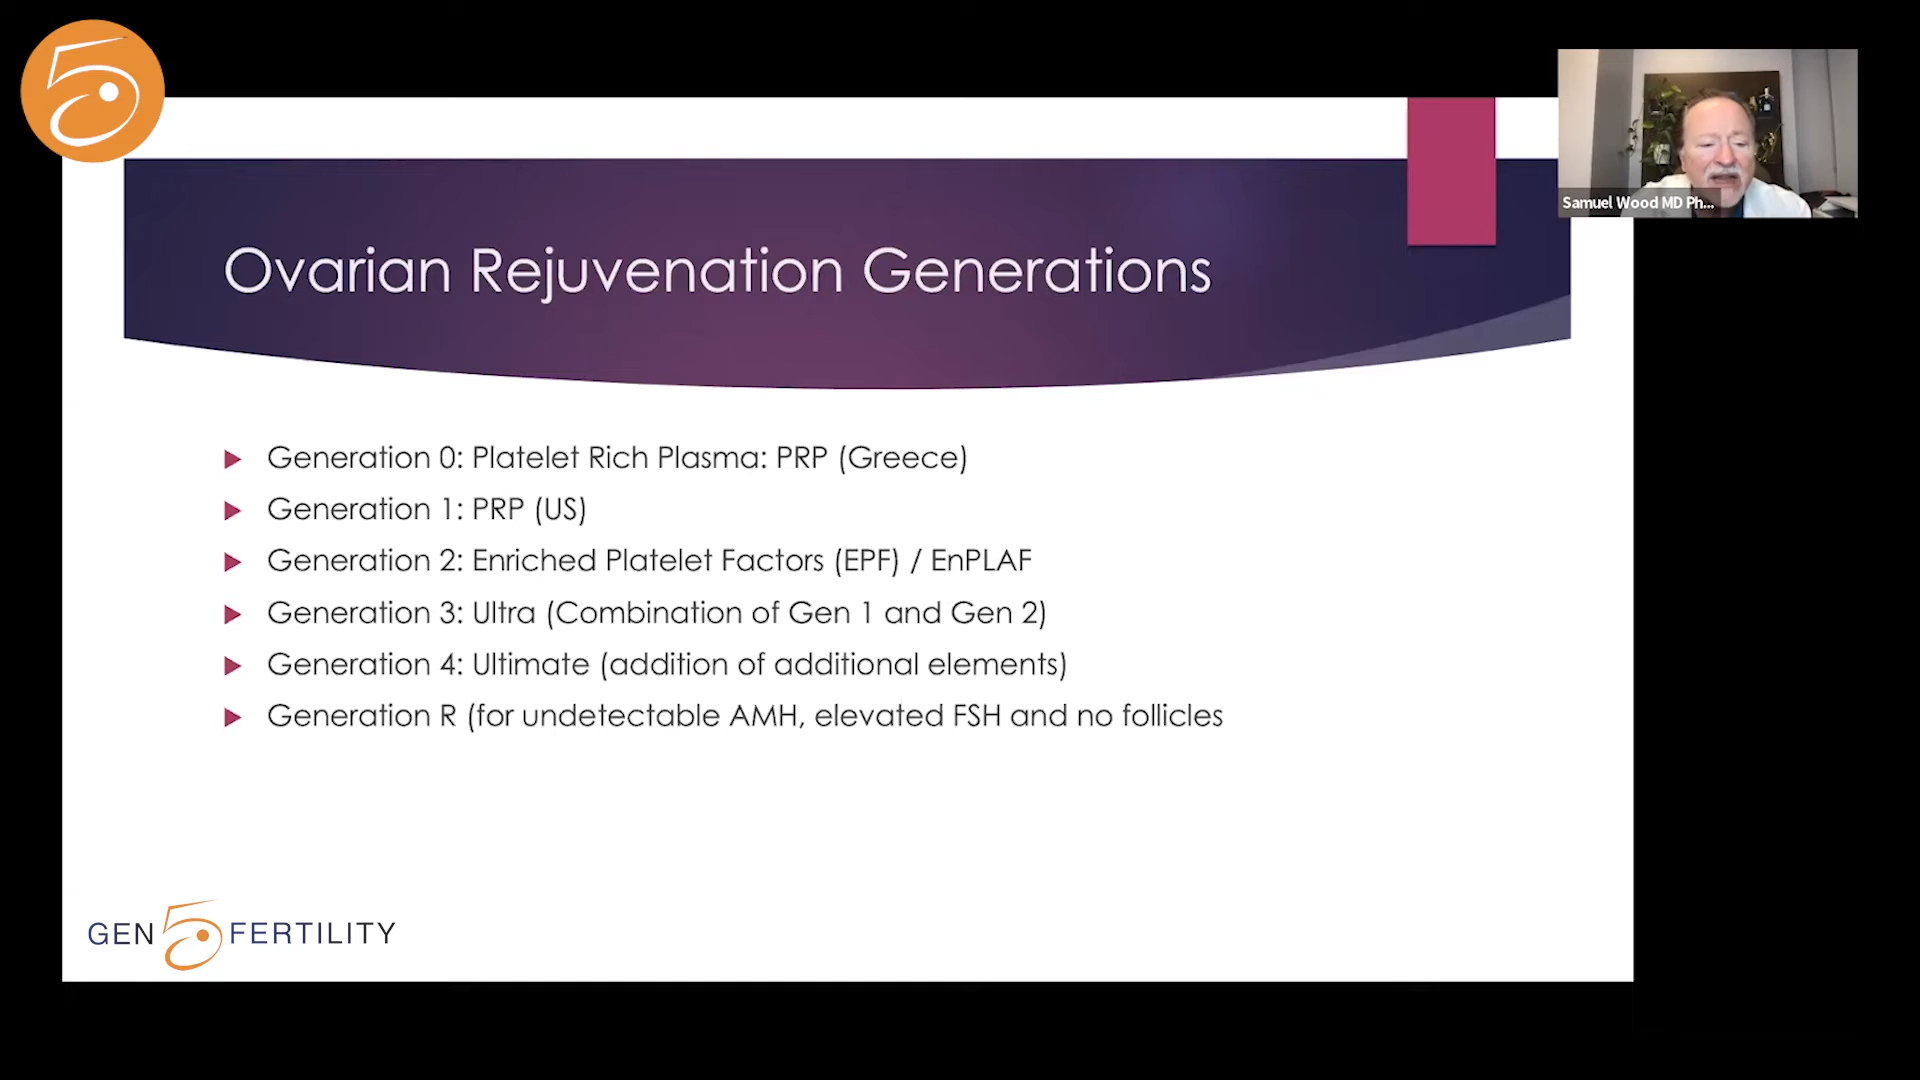 Samuel Wood MD Ph...
Ovarian Rejuvenation Generations
Generation 0: Platelet Rich Plasma: PRP (Greece)
Generation 1: PRP (US)
Generation 2: Enriched Platelet Factors (EPF) / EnPLAF
Generation 3: Ultra (Combination of Gen 1 and Gen 2)
Generation 4: Ultimate (addition of additional elements)
Generation R (for undetectable AMH, elevated FSH and no follicles
GEN 5 FERTILITY